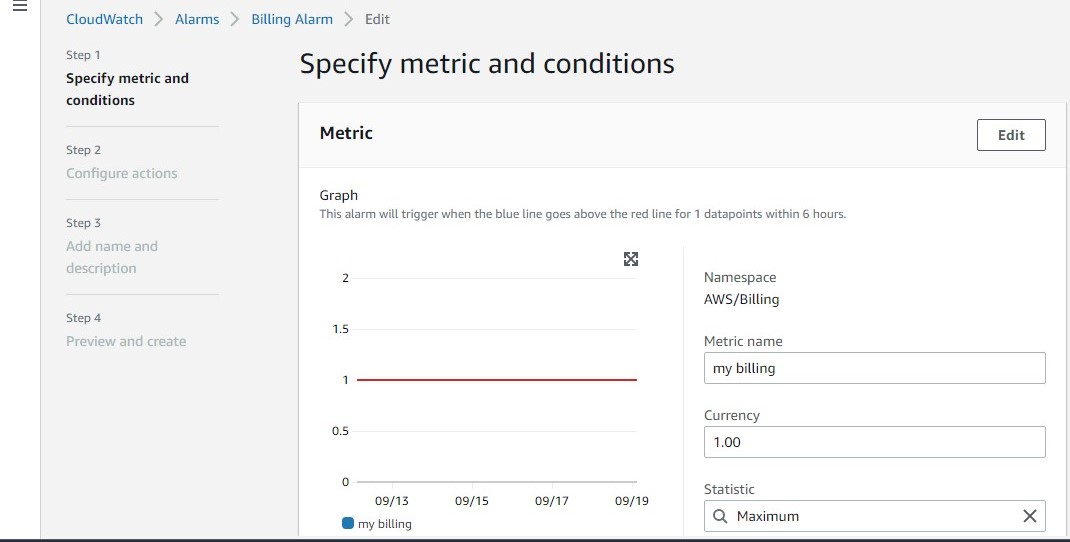 CloudWatch > Alarms > Billing Alarm > Edit
Step 1
Specify metric and
conditions
Step 2
Configure actions
Step 3
Add name and
description
Step 4
Preview and create
Specify metric and conditions
Metric
Edit
Graph
This alarm will trigger when the blue line goes above the red line for 1 datapoints within 6 hours.
2
1.5
1
0.5
0
09/13 09/15 09/17 09/19
my billing
Namespace
AWS/Billing
Metric name
my billing
Currency
1.00
Statistic
Maximum